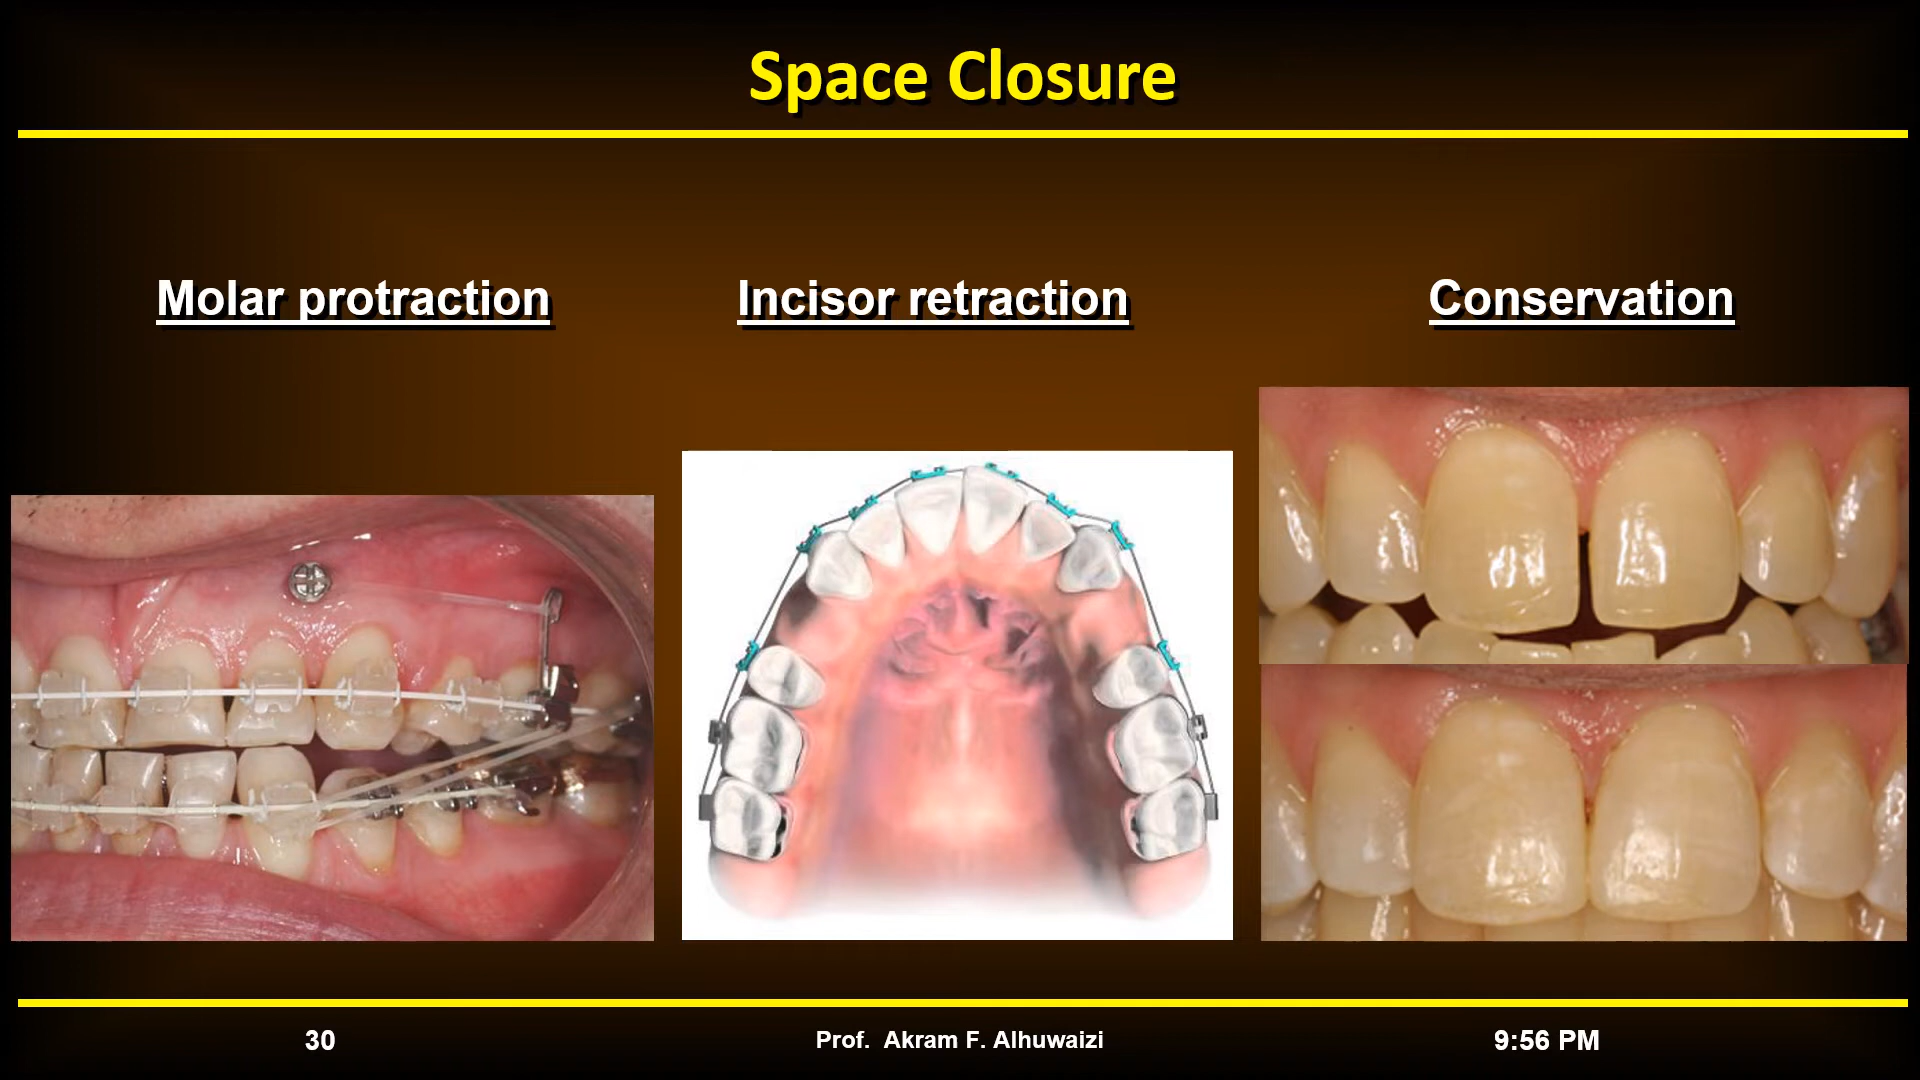 Space Closure
Molar protraction
Incisor retraction
Conservation
30
Prof. Akram F. Alhuwaizi
9:56 PM